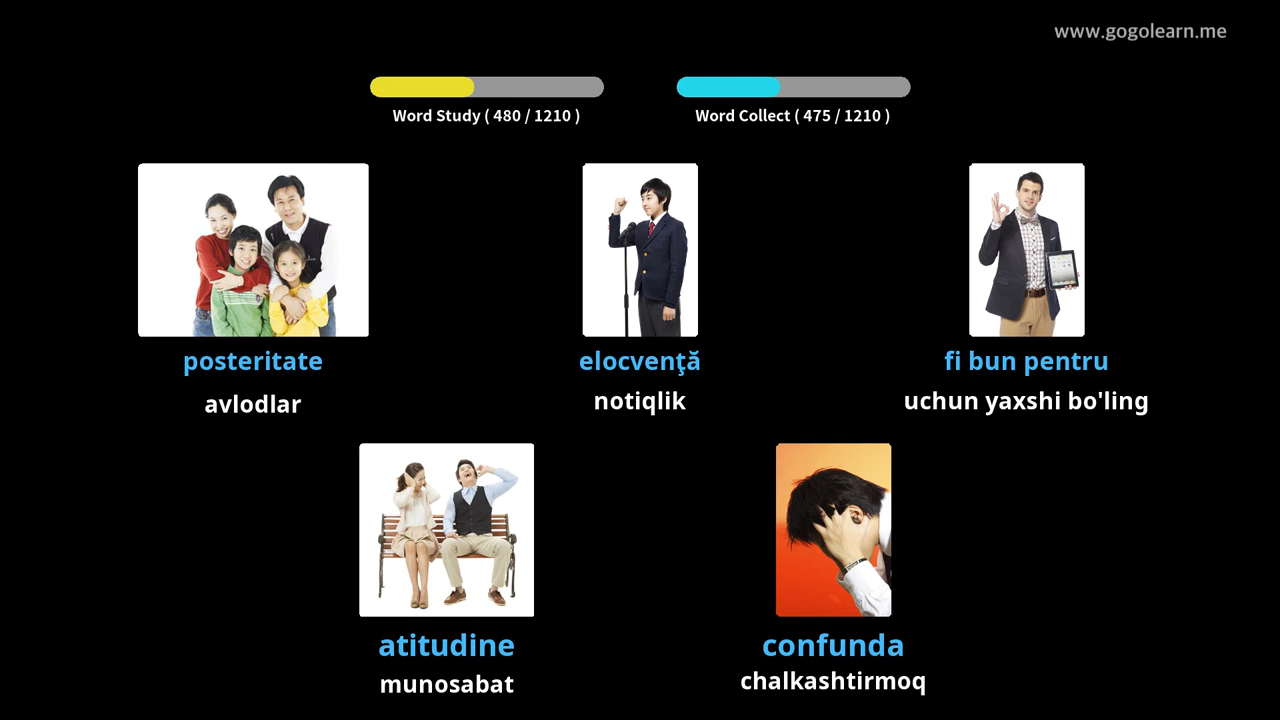 www.gogolearn.me
Word Study ( 480 / 1210 )
Word Collect ( 475 / 1210 )
posteritate
avlodlar
elocvenţă
notiqlik
fi bun pentru
uchun yaxshi bo'ling
atitudine
munosabat
confunda
chalkashtirmoq